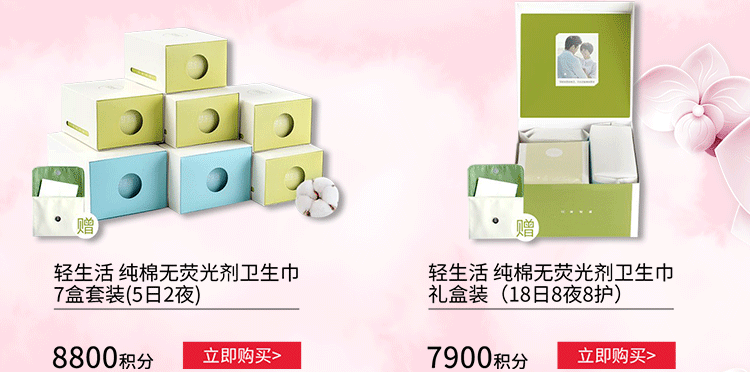 赠
赠
轻生活 纯棉无荧光剂卫生巾
7盒套装(5日2夜)
8800积分
立即购买>
轻生活 纯棉无荧光剂卫生巾
礼盒装（18日8夜8护）
7900积分
立即购买>